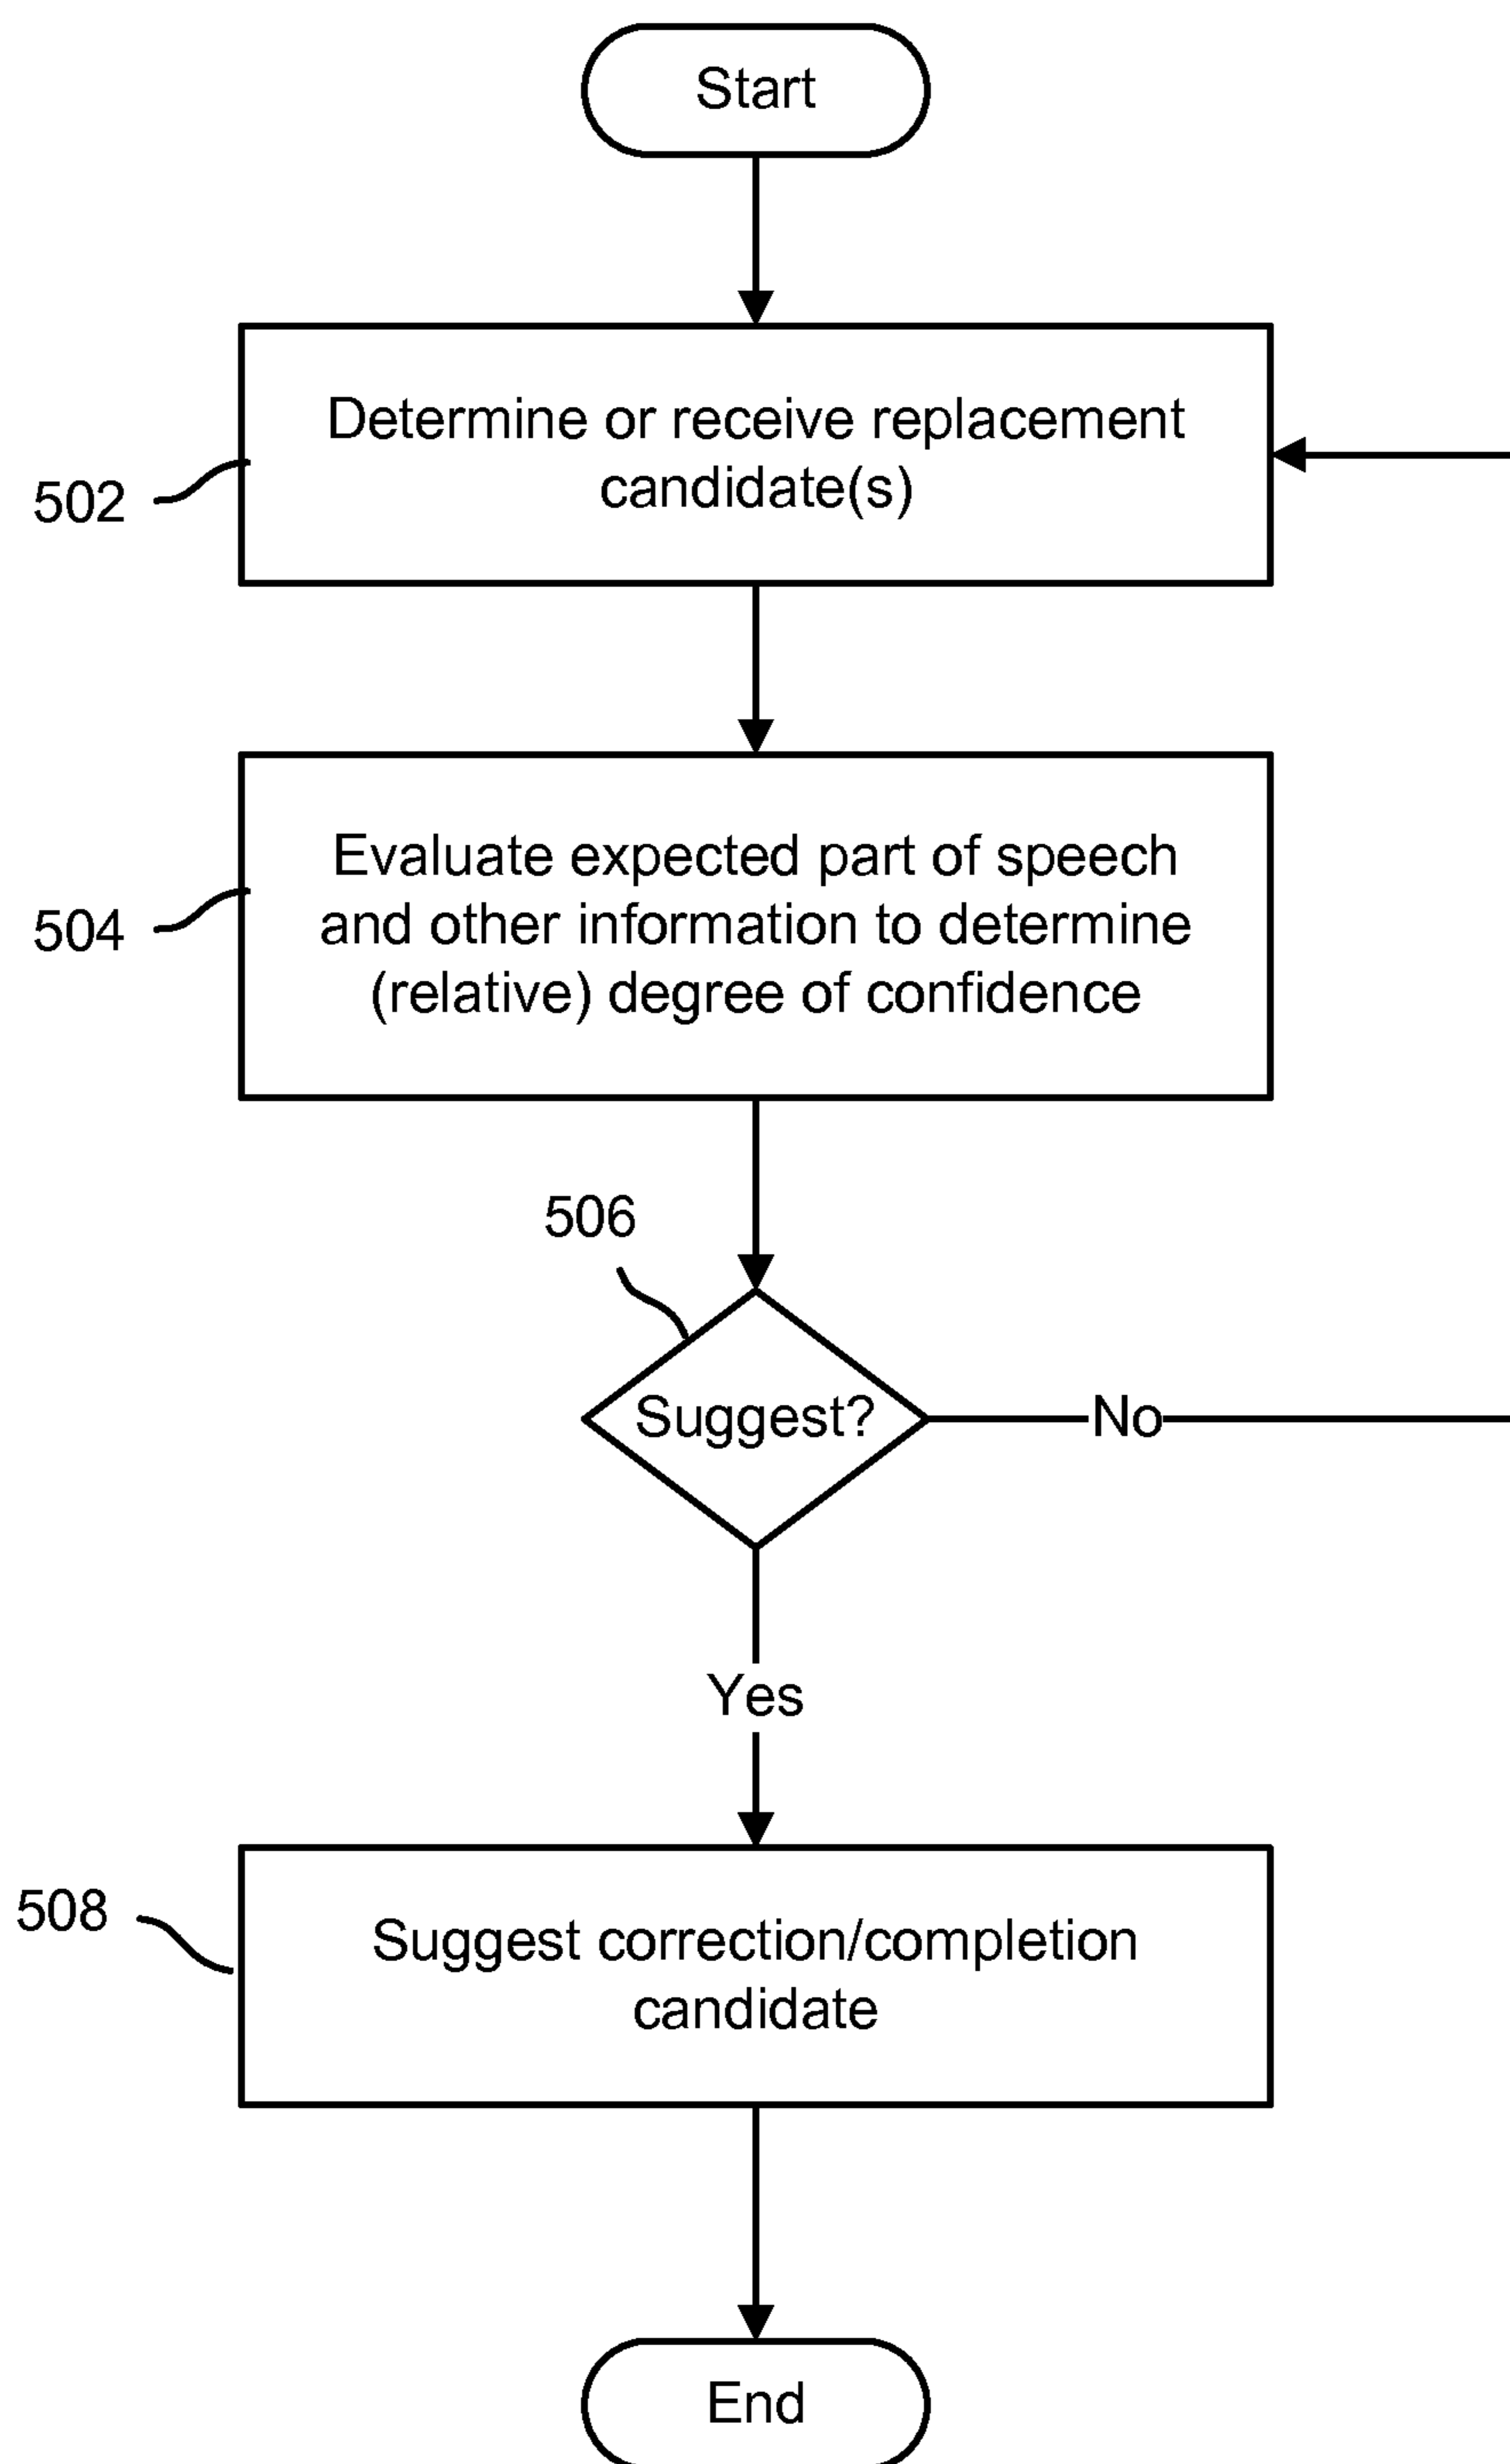 Start
Determine or receive replacement
candidate(s)
502
Evaluate expected part of speech
and other information to determine
(relative) degree of confidence
504
506
Suggest?
No
Yes
508
Suggest correction/completion
candidate
End